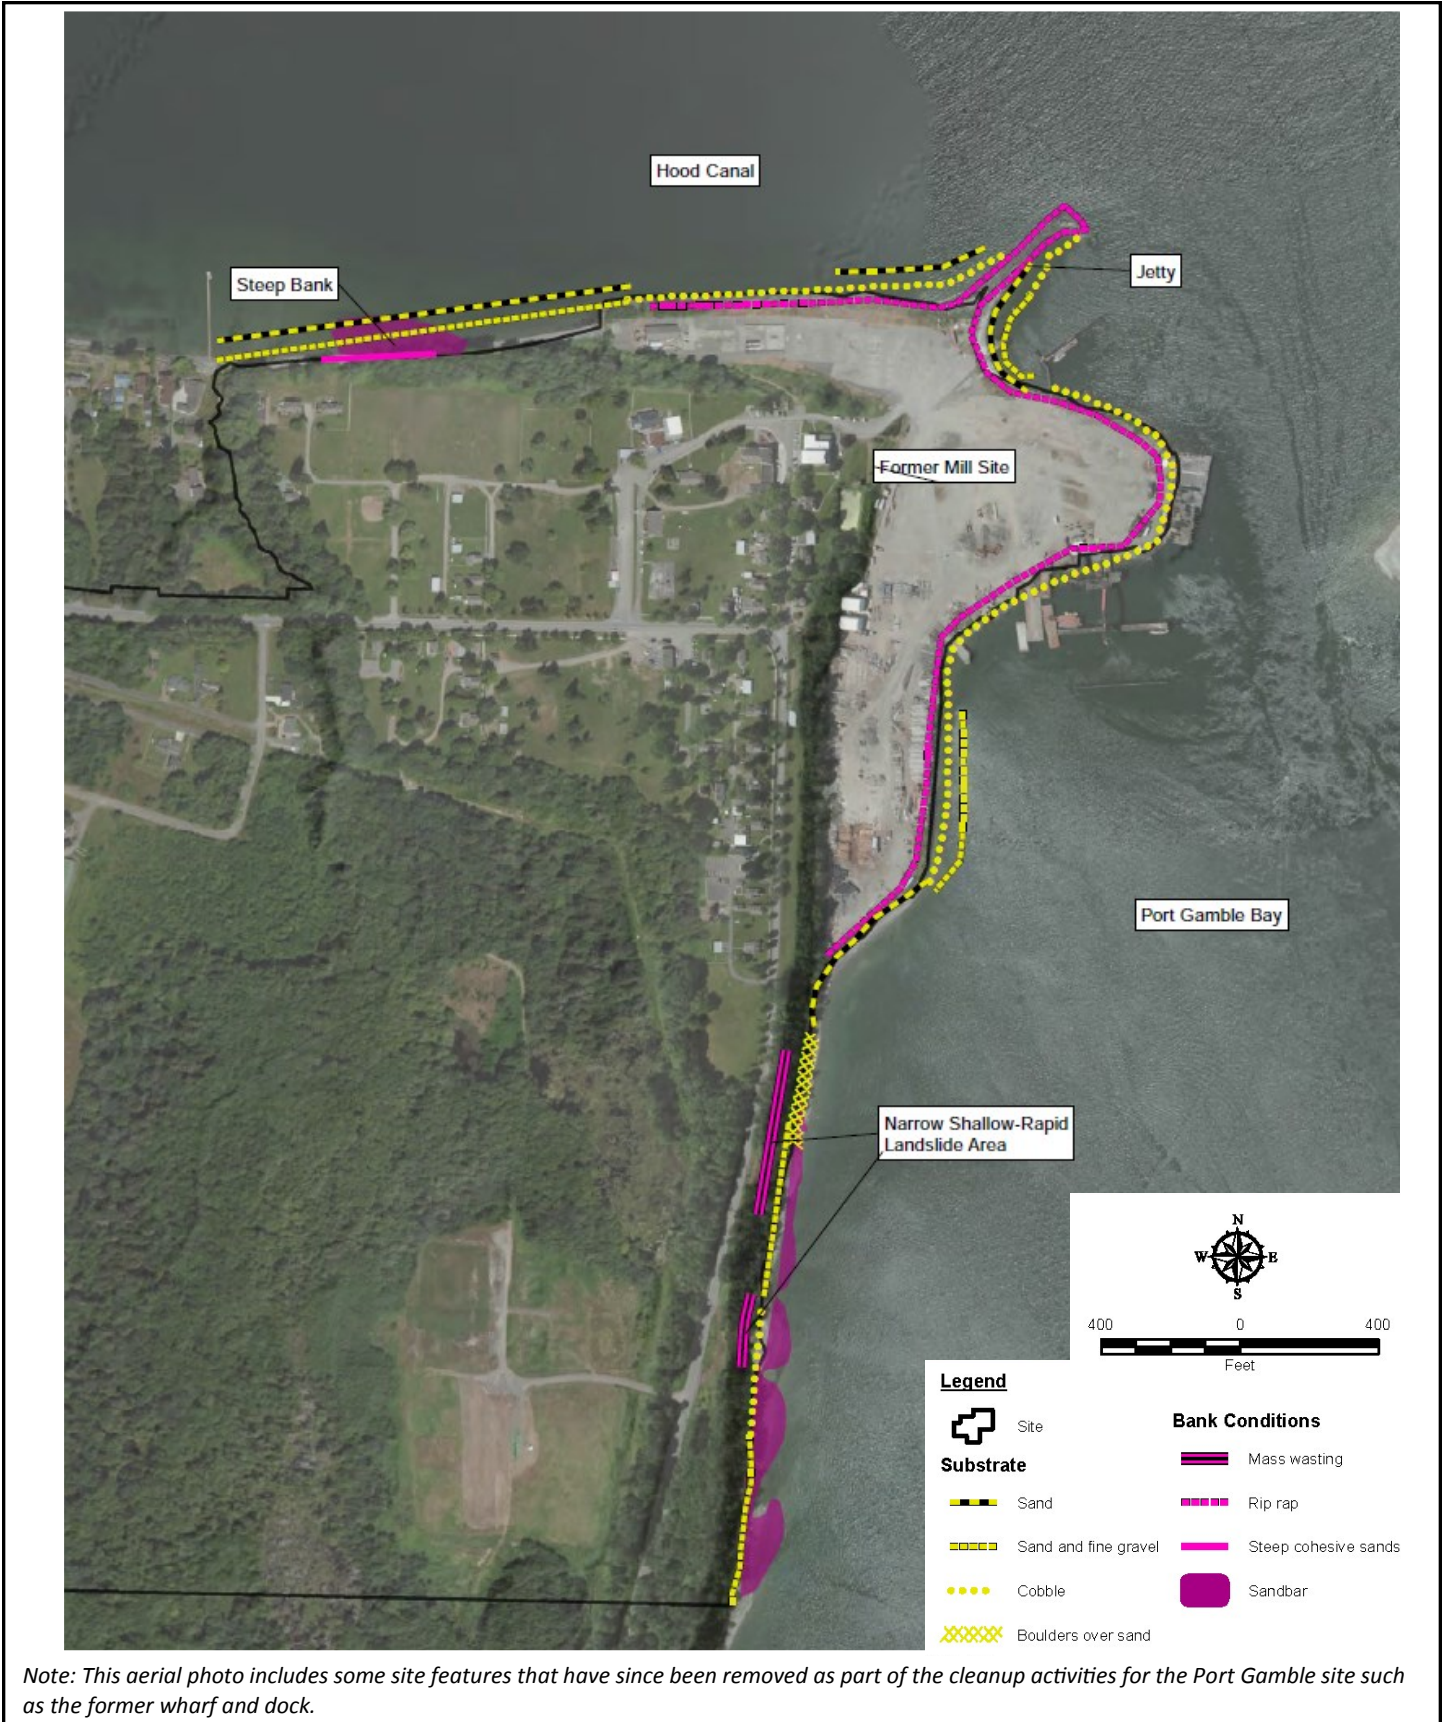 Hood Canal
Steep Bank
Jetty
Former Mill Site
Port Gamble Bay
Narrow Shallow-Rapid
Landslide Area
N
W E
S
400 0 400
Feet
Legend
Site
Substrate
Sand
Sand and fine gravel
Cobble
Boulders over sand
Bank Conditions
Mass wasting
Rip rap
Steep cohesive sands
Sandbar
Note: This aerial photo includes some site features that have since been removed as part of the cleanup activities for the Port Gamble site such
as the former wharf and dock.